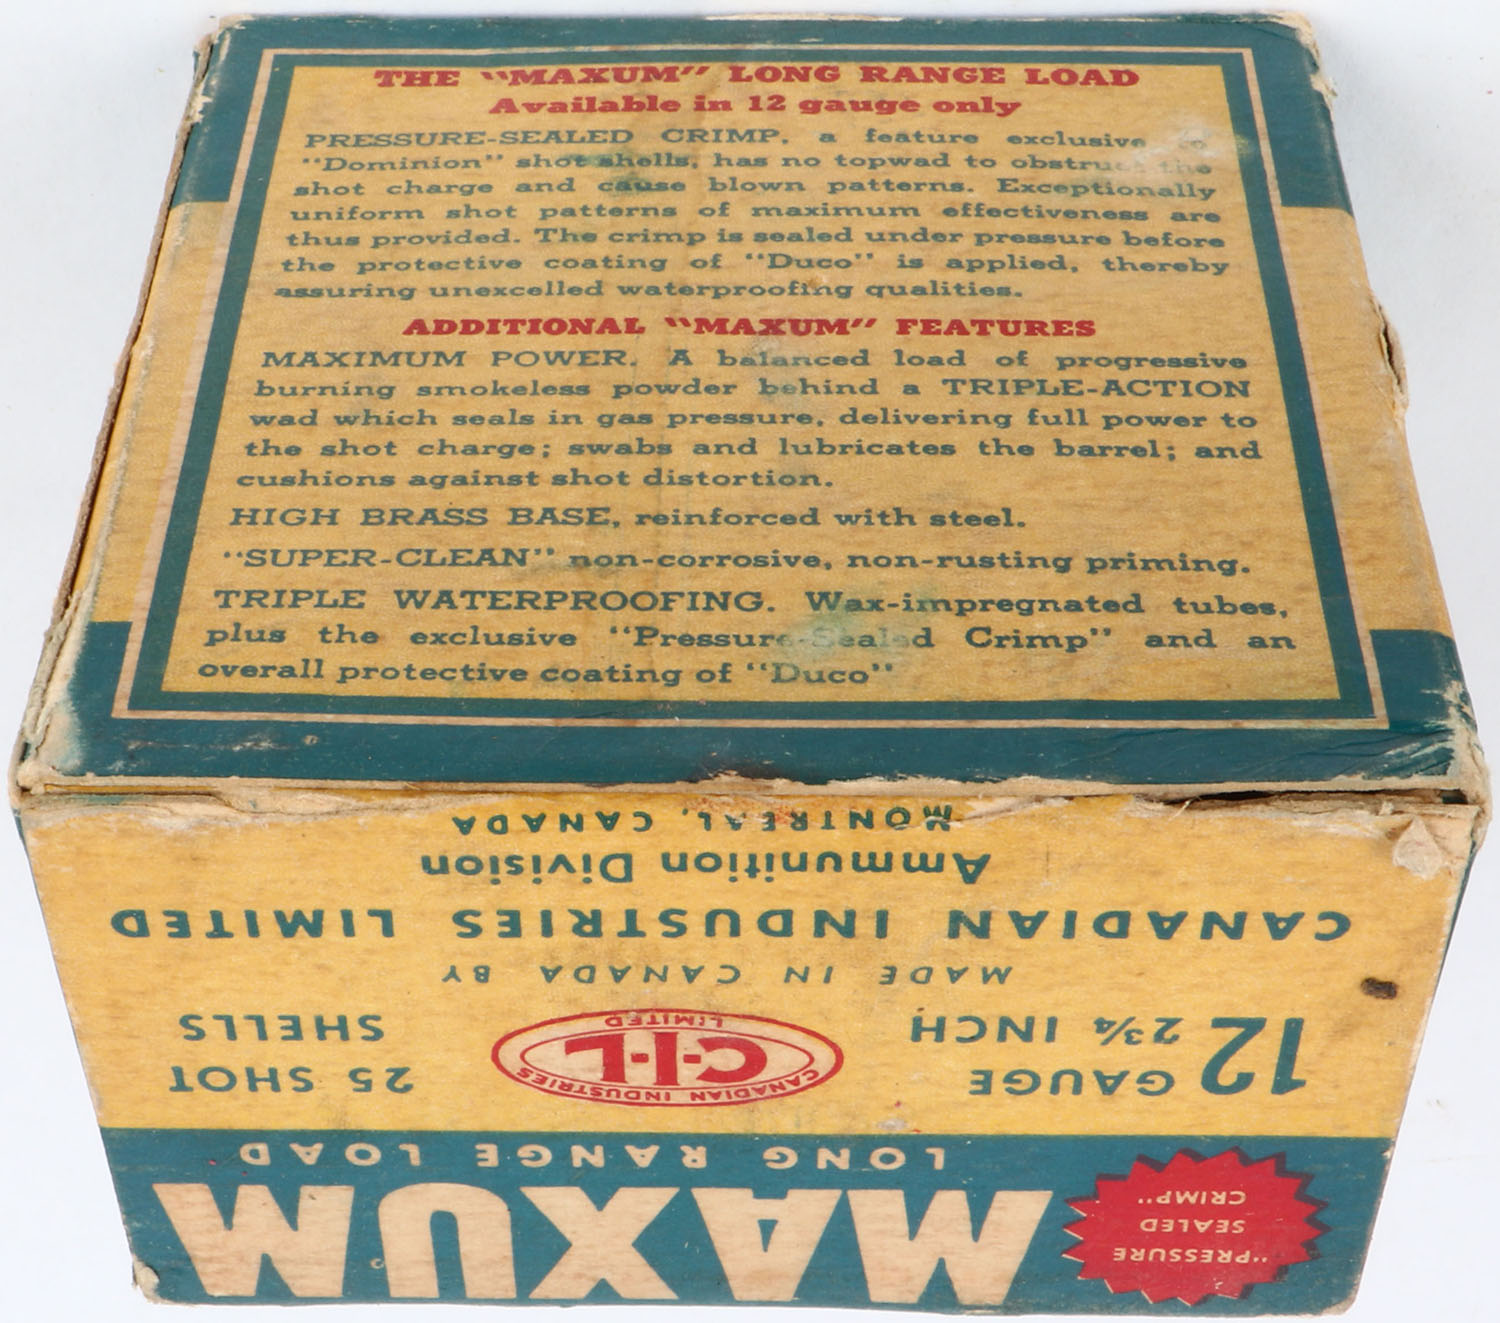 THE "MAXUM" LONG RANGE LOAD
Available in 12 gauge only
PRESSURE-SEALED CRIMP, a feature exclusive to
"Dominion" shot shells, has no topwad to obstruct the
shot charge and cause blown patterns. Exceptionally
uniform shot patterns of maximum effectiveness are
thus provided. The crimp is sealed under pressure before
the protective coating of "Duco" is applied, thereby
assuring unexcelled waterproofing qualities.
ADDITIONAL "MAXUM" FEATURES
MAXIMUM POWER. A balanced load of progressive
burning smokeless powder behind a TRIPLE-ACTION
wad which seals in gas pressure, delivering full power to
the shot charge; swabs and lubricates the barrel; and
cushions against shot distortion.
HIGH BRASS BASE, reinforced with steel.
"SUPER-CLEAN" non-corrosive, non-rusting priming.
TRIPLE WATERPROOFING. Wax-impregnated tubes,
plus the exclusive "Pressure-Sealed Crimp" and an
overall protective coating of "Duco"
"PRESSURE
SEALED
CRIMP"
MAXUM
LONG RANGE LOAD
12 GAUGE
2¾ INCH
CANADIAN INDUSTRIES
C-I-L
LIMITED
25 SHOT
SHELLS
MADE IN CANADA BY
CANADIAN INDUSTRIES LIMITED
Ammunition Division
MONTREAL, CANADA